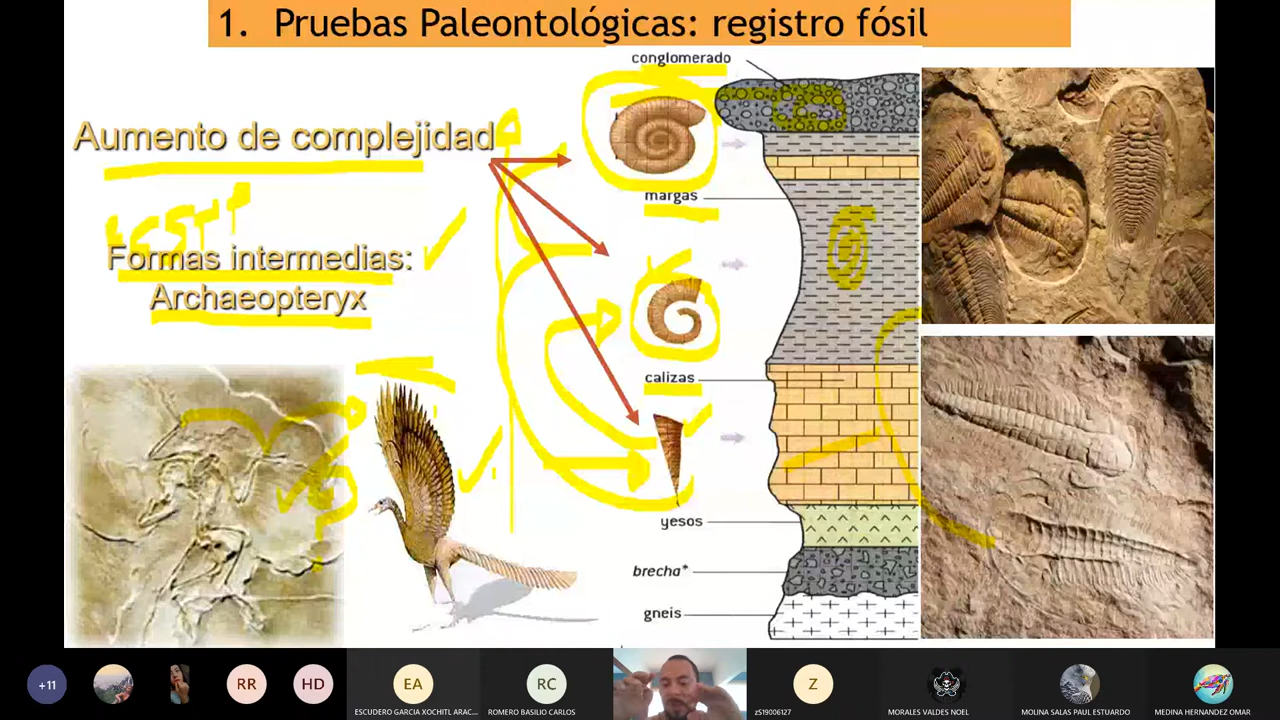 1. Pruebas Paleontológicas: registro fósil
conglomerado
Aumento de complejidad
margas
Formas intermedias:
Archaeopteryx
calizas
yesos
brecha*
gneis
+11
RR
HD
EA
ESCUDERO GARCIA XOCHITL ARAC...
RC
ROMERO BASILIO CARLOS
Z
zS19006127
MORALES VALDES NOEL
MOLINA SALAS PAUL ESTUARDO
MEDINA HERNANDEZ OMAR